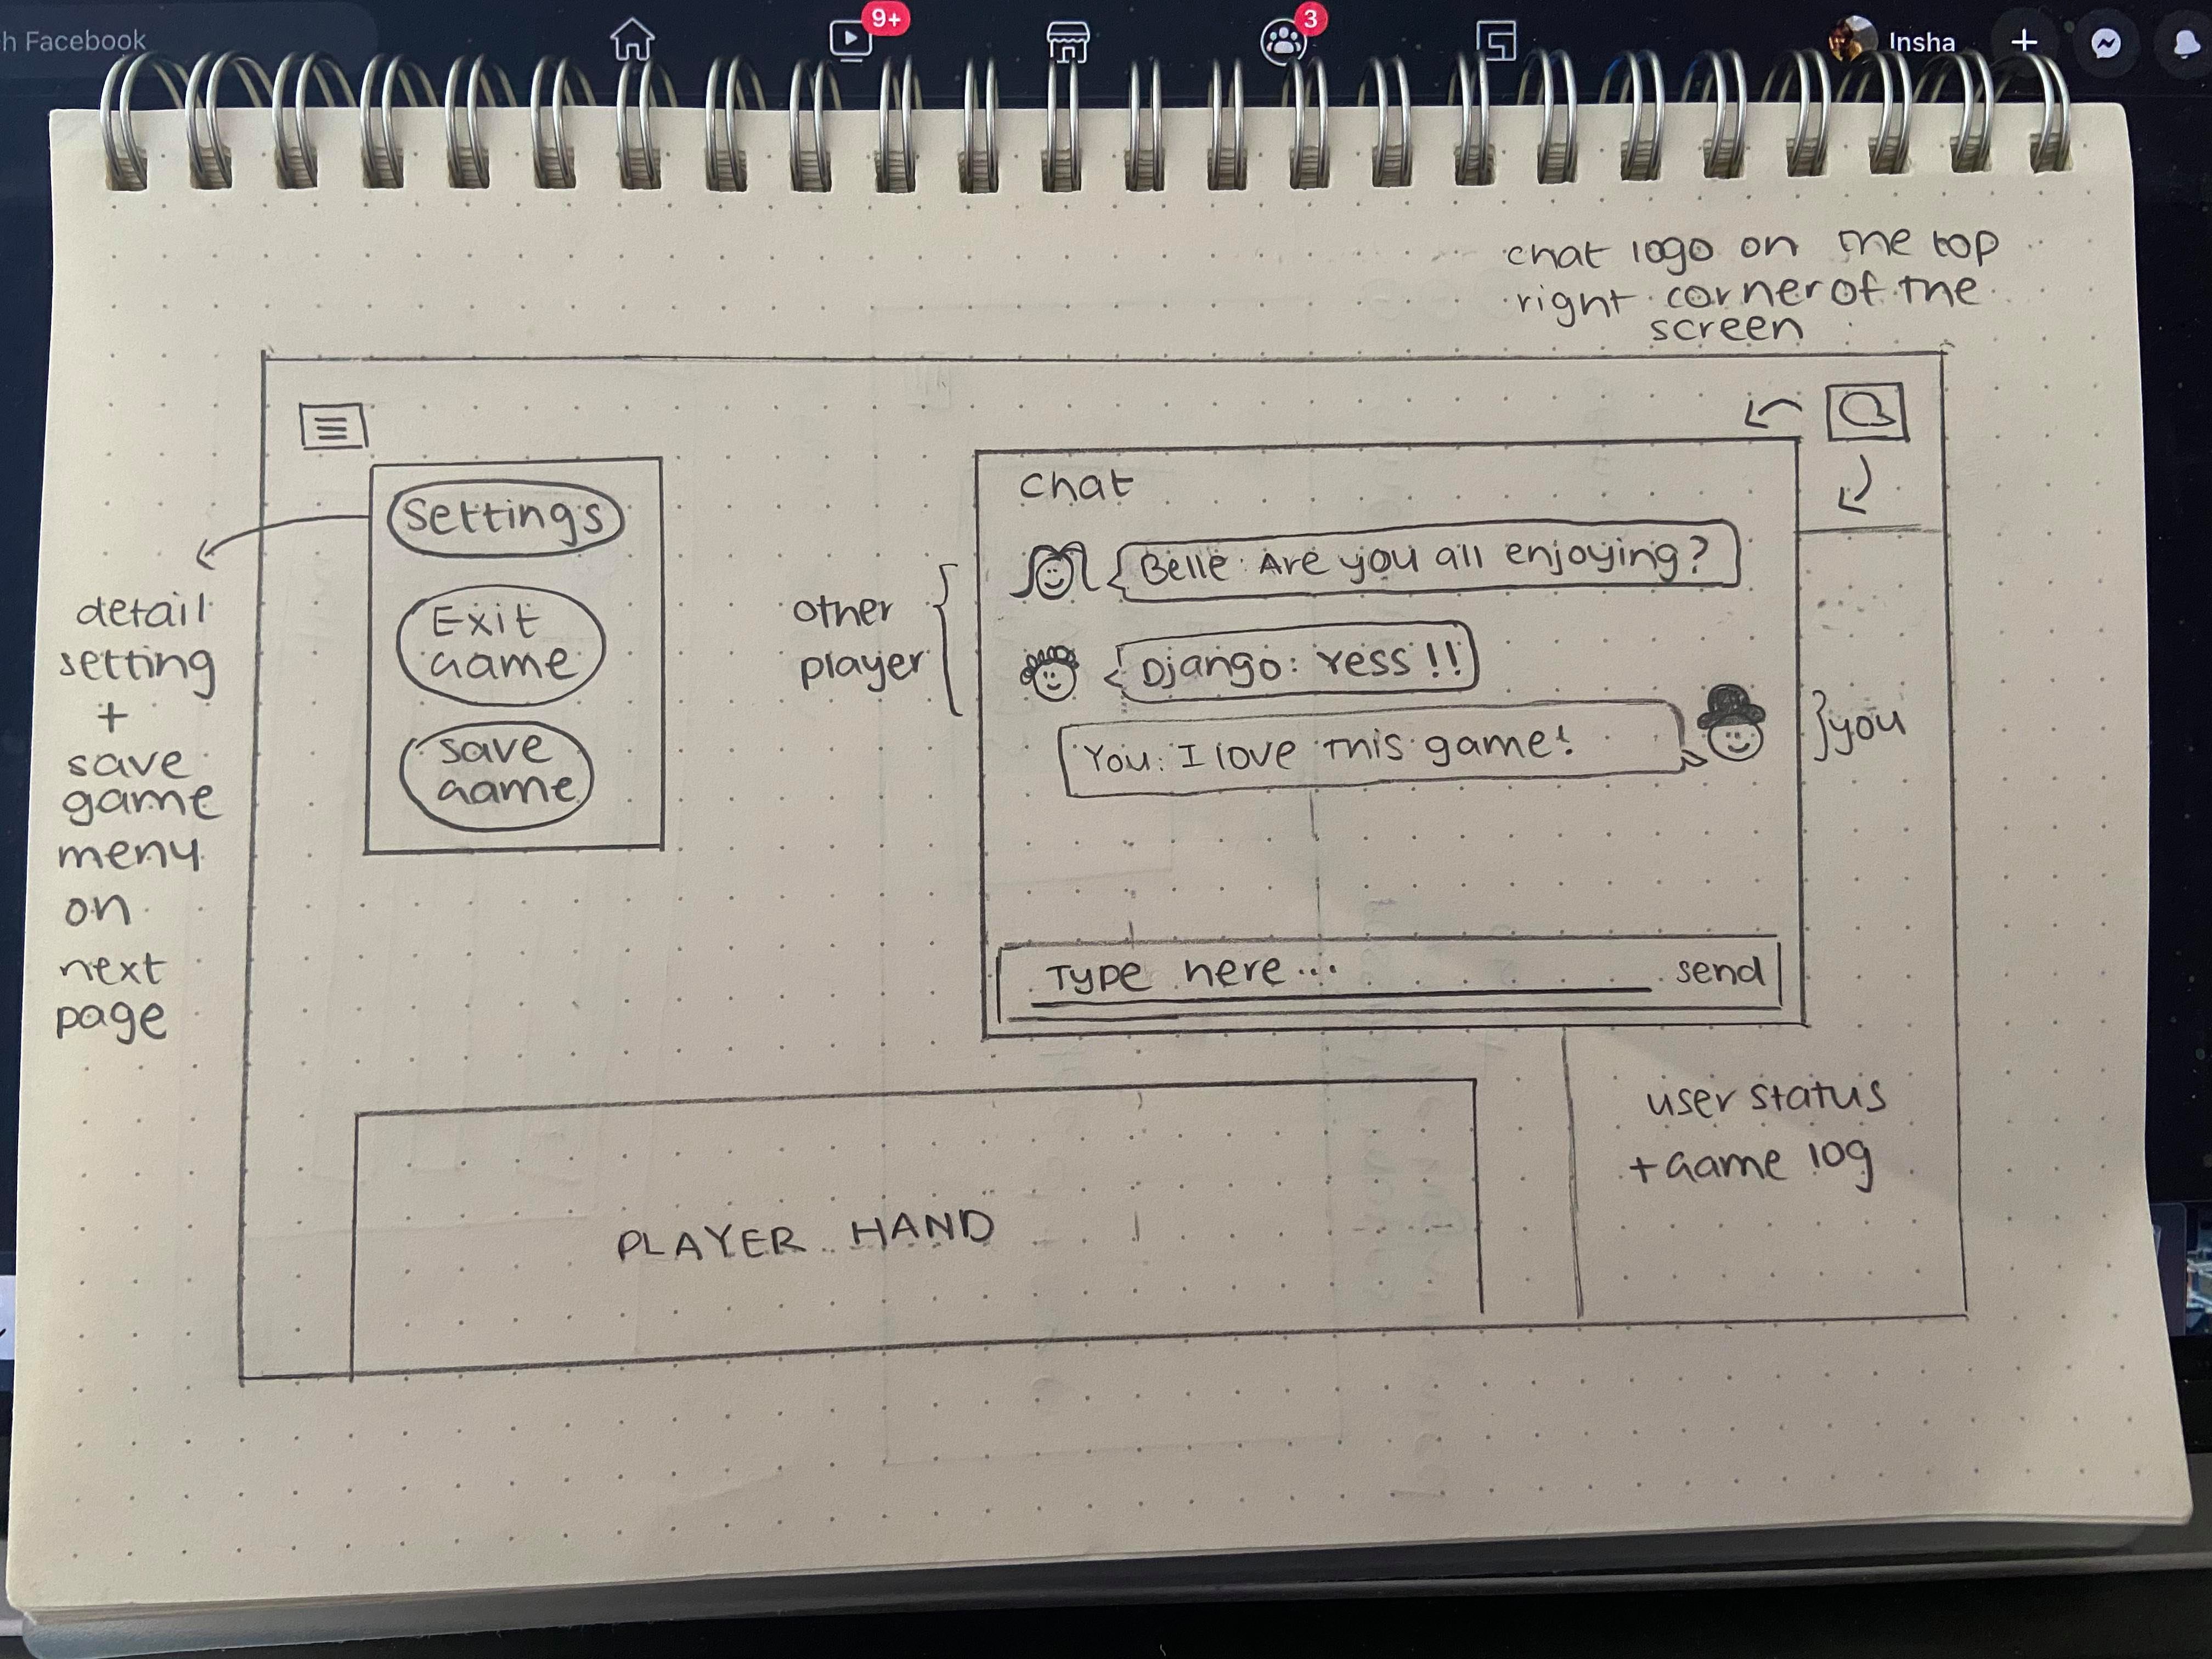 h Facebook
9+
3
Insha
chat logo on the top
right corner of the
screen
Settings
Exit
Game
save
Game
detail
setting
+
save
game
meny
on
next
page
Chat
Belle: Are you all enjoying?
Django: Yess!!
You: I love this game!
other
player
you
Type here... send
user status
+ Game log
PLAYER HAND